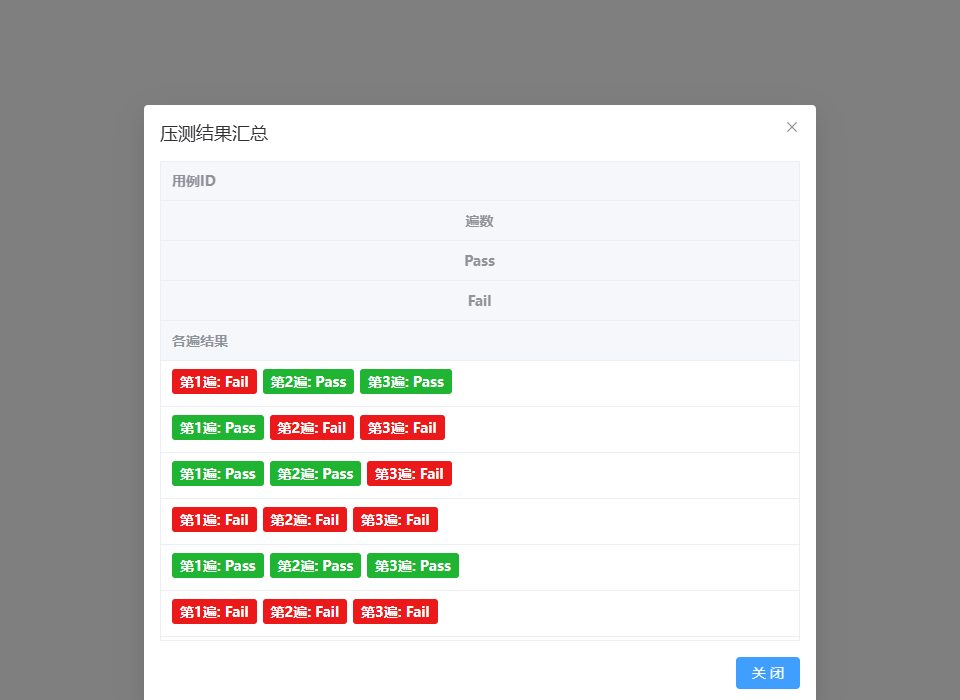 压测结果汇总
用例ID
遍数
Pass
Fail
各遍结果
第1遍: Fail 第2遍: Pass 第3遍: Pass
第1遍: Pass 第2遍: Fail 第3遍: Fail
第1遍: Pass 第2遍: Pass 第3遍: Fail
第1遍: Fail 第2遍: Fail 第3遍: Fail
第1遍: Pass 第2遍: Pass 第3遍: Pass
第1遍: Fail 第2遍: Fail 第3遍: Fail
关 闭